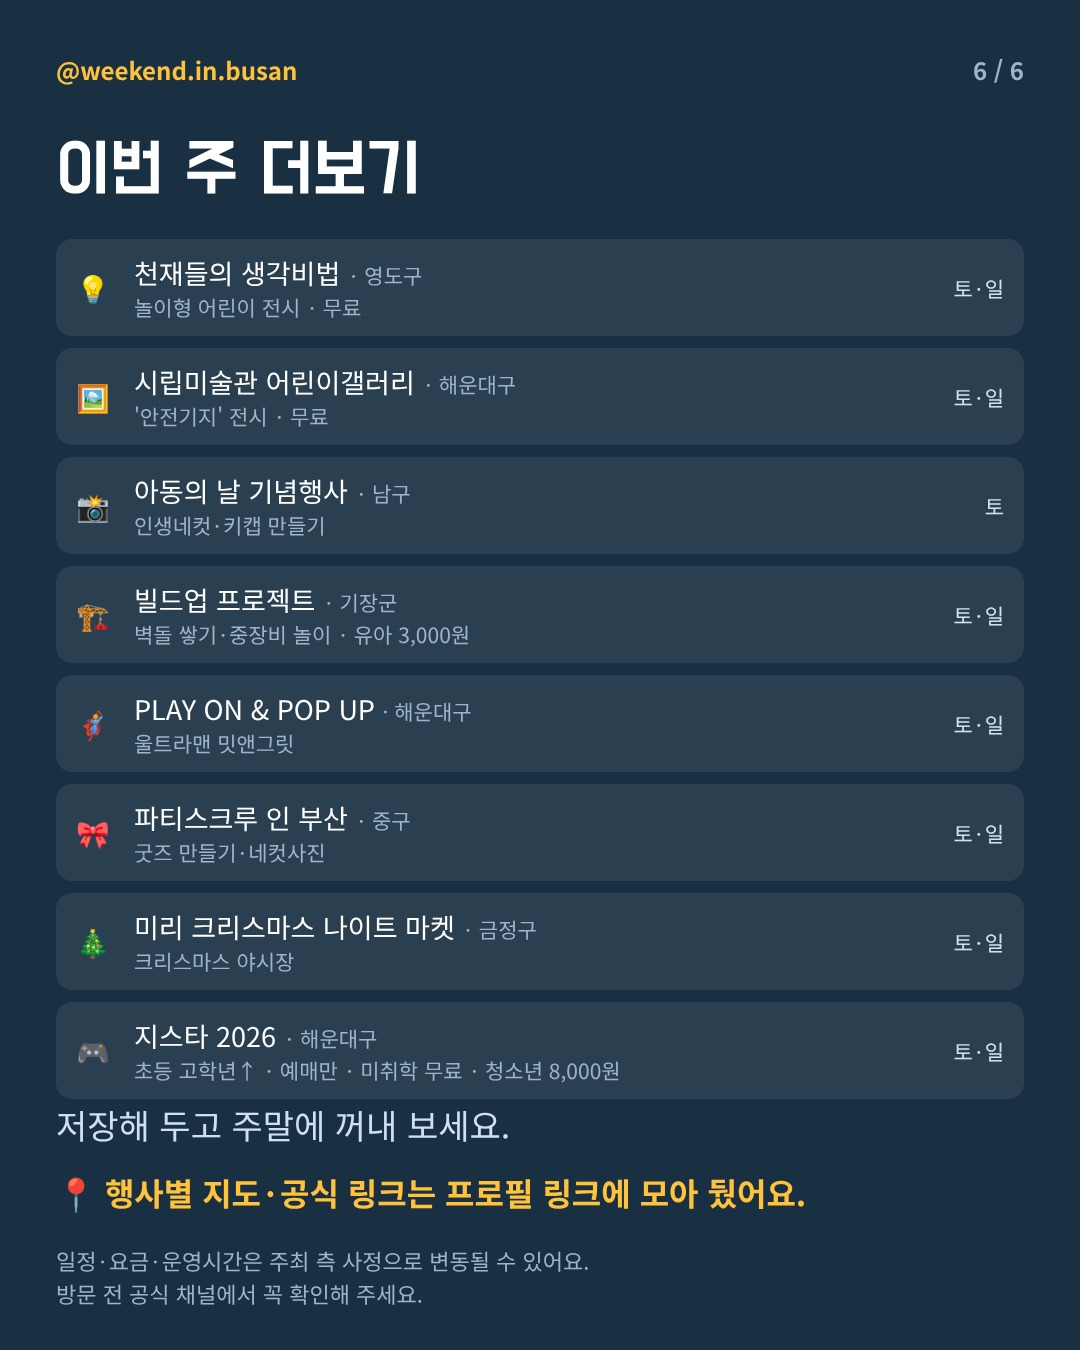 @weekend.in.busan
6 / 6
이번 주 더보기
천재들의 생각비법 · 영도구
놀이형 어린이 전시 · 무료
토·일
시립미술관 어린이갤러리 · 해운대구
'안전기지' 전시 · 무료
토·일
아동의 날 기념행사 · 남구
인생네컷·키캡 만들기
토
빌드업 프로젝트 · 기장군
벽돌 쌓기·중장비 놀이 · 유아 3,000원
토·일
PLAY ON & POP UP · 해운대구
울트라맨 밋앤그릿
토·일
파티스크루 인 부산 · 중구
굿즈 만들기·네컷사진
토·일
미리 크리스마스 나이트 마켓 · 금정구
크리스마스 야시장
토·일
지스타 2026 · 해운대구
초등 고학년↑ · 예매만 · 미취학 무료 · 청소년 8,000원
토·일
저장해 두고 주말에 꺼내 보세요.
행사별 지도·공식 링크는 프로필 링크에 모아 뒀어요.
일정·요금·운영시간은 주최 측 사정으로 변동될 수 있어요.
방문 전 공식 채널에서 꼭 확인해 주세요.